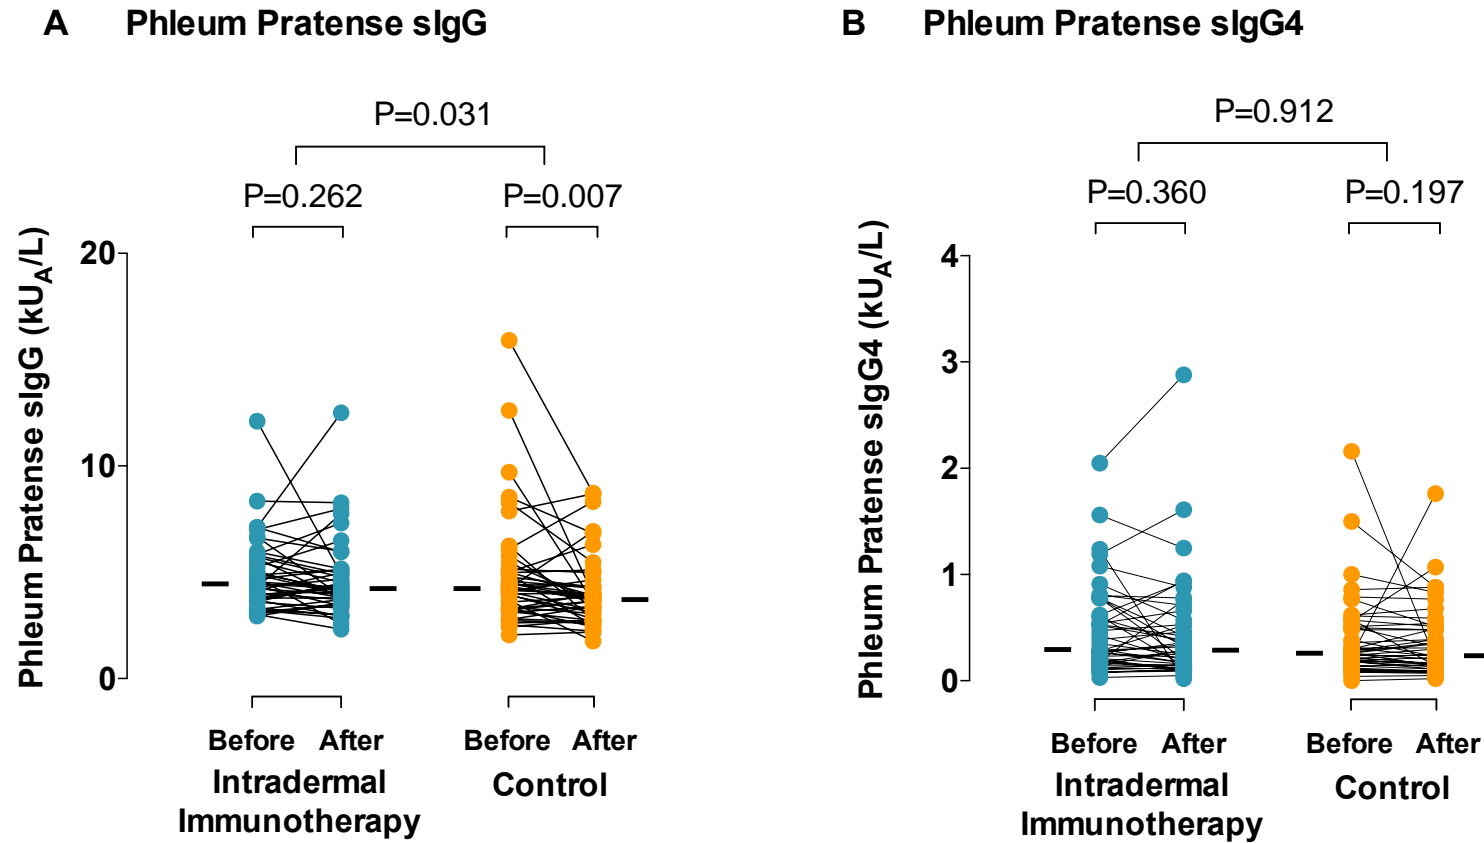 A Phleum Pratense sIgG
P=0.031
P=0.262 P=0.007
Phleum Pratense sIgG (kUA/L)
20
10
0
Before After Before After
Intradermal
Immunotherapy
Control
B Phleum Pratense sIgG4
P=0.912
P=0.360 P=0.197
Phleum Pratense sIgG4 (kUA/L)
4
3
2
1
0
Before After Before After
Intradermal
Immunotherapy
Control